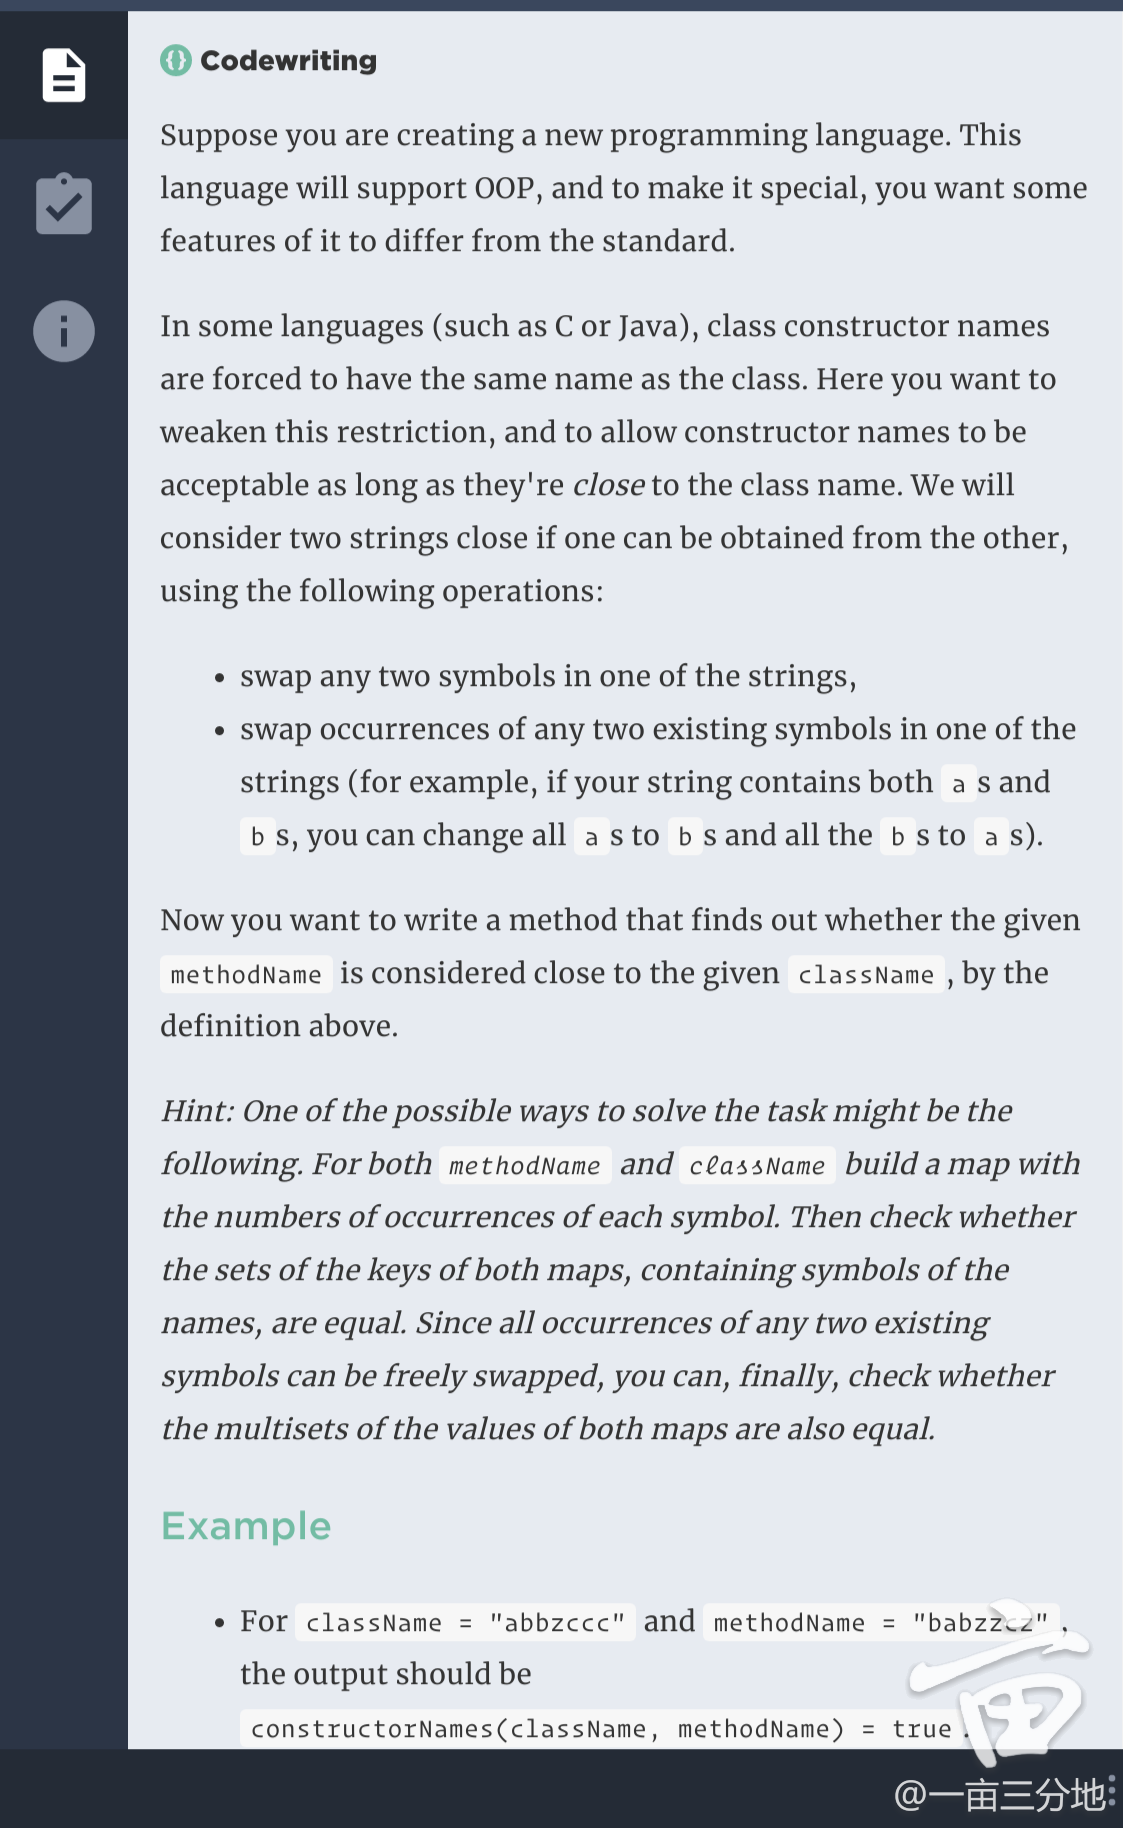 Codewriting
Suppose you are creating a new programming language. This
language will support OOP, and to make it special, you want some
features of it to differ from the standard.
In some languages (such as C or Java), class constructor names
are forced to have the same name as the class. Here you want to
weaken this restriction, and to allow constructor names to be
acceptable as long as they're close to the class name. We will
consider two strings close if one can be obtained from the other,
using the following operations:
• swap any two symbols in one of the strings,
• swap occurrences of any two existing symbols in one of the
strings (for example, if your string contains both a s and
b s, you can change all a s to b s and all the b s to a s).
Now you want to write a method that finds out whether the given
methodName is considered close to the given className , by the
definition above.
Hint: One of the possible ways to solve the task might be the
following. For both methodName and className build a map with
the numbers of occurrences of each symbol. Then check whether
the sets of the keys of both maps, containing symbols of the
names, are equal. Since all occurrences of any two existing
symbols can be freely swapped, you can, finally, check whether
the multisets of the values of both maps are also equal.
Example
• For className = "abbzccc" and methodName = "babzzcz" ,
the output should be
constructorNames(className, methodName) = true .
亩
@一亩三分地